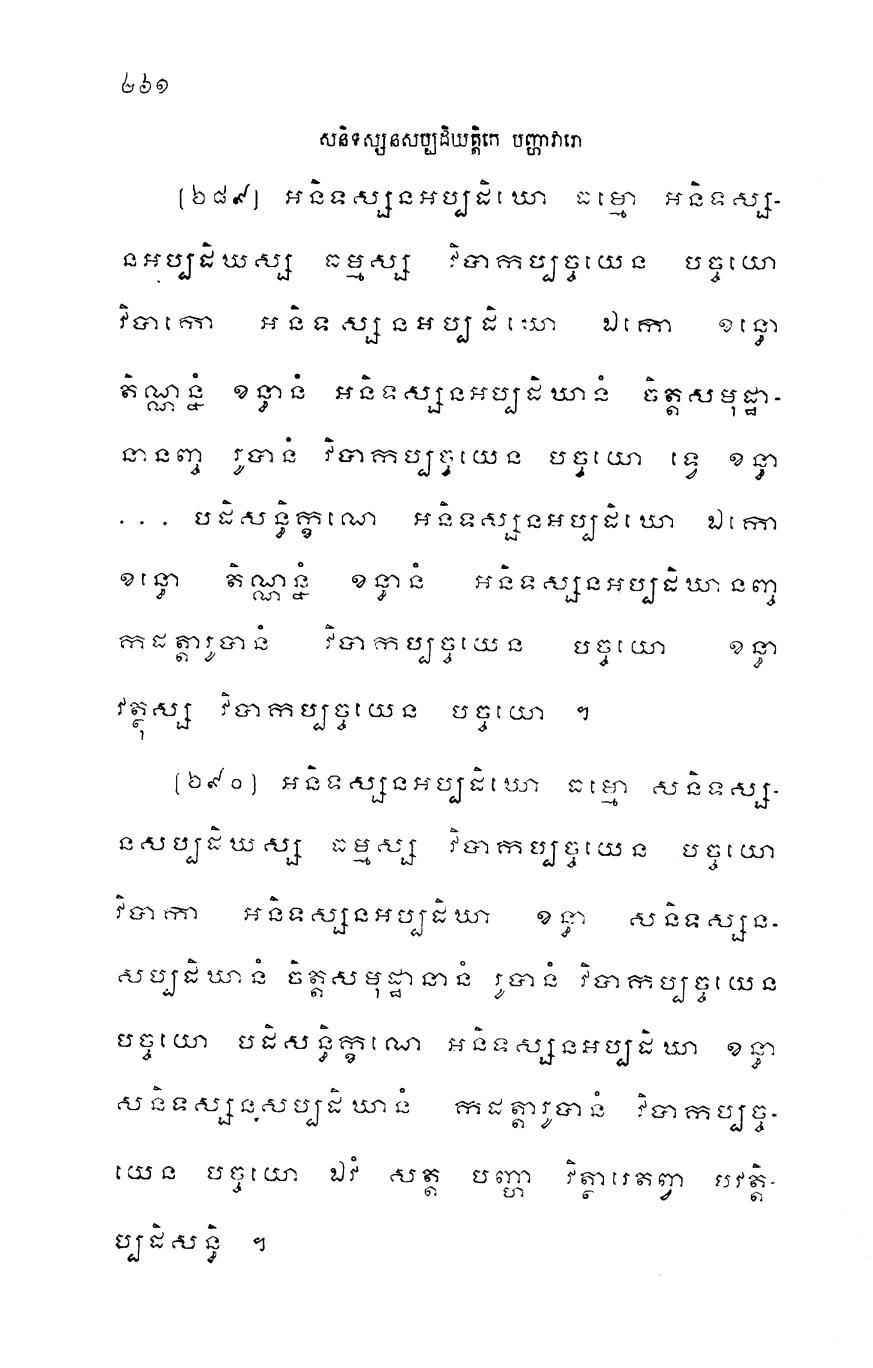 ៤៦១
សនិទស្សនសប្បដិឃត្តិកេ បញ្ហាវារោ
[៦៨៩] អនិទស្សនអប្បដិឃោ ធម្មោ អនិទស្ស-
នអប្បដិឃស្ស ធម្មស្ស វិបាកប្បច្ចយេន បច្ចយោ
វិបាកោ អនិទស្សនអប្បដិឃោ ឯកោ ខន្ធោ
តិណ្ណន្នំ ខន្ធានំ អនិទស្សនអប្បដិឃានំ ចិត្តសមុដ្ឋា-
នានញ្ច រូបានំ វិបាកប្បច្ចយេន បច្ចយោ ទ្វេ ខន្ធា
... បដិសន្ធិក្ខណេ អនិទស្សនអប្បដិឃោ ឯកោ
ខន្ធោ តិណ្ណន្នំ ខន្ធានំ អនិទស្សនអប្បដិឃានញ្ច
កដត្តារូបានំ វិបាកប្បច្ចយេន បច្ចយោ ខន្ធា
វត្ថុស្ស វិបាកប្បច្ចយេន បច្ចយោ ។
[៦៩០] អនិទស្សនអប្បដិឃោ ធម្មោ សនិទស្ស-
នសប្បដិឃស្ស ធម្មស្ស វិបាកប្បច្ចយេន បច្ចយោ
វិបាកា អនិទស្សនអប្បដិឃា ខន្ធា សនិទស្សន-
សប្បដិឃានំ ចិត្តសមុដ្ឋានានំ រូបានំ វិបាកប្បច្ចយេន
បច្ចយោ បដិសន្ធិក្ខណេ អនិទស្សនអប្បដិឃា ខន្ធា
សនិទស្សនសប្បដិឃានំ កដត្តារូបានំ វិបាកប្បច្ច-
យេន បច្ចយោ ឯវំ សត្ត បញ្ហា វិត្ថារេតព្វា បវត្តិ-
ប្បដិសន្ធិ ។